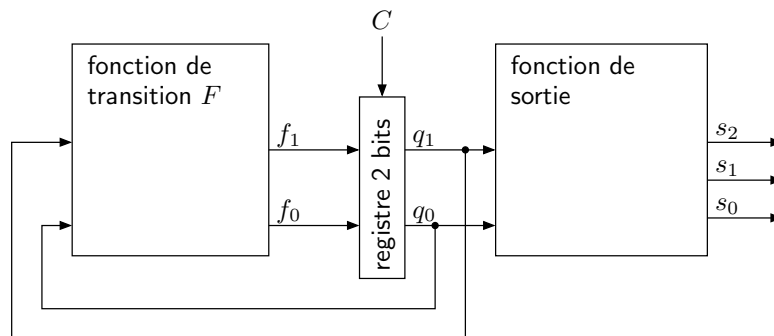 C
fonction de
transition F
fonction de
sortie
f₁
f₀
registre 2 bits
q₁
q₀
s₂
s₁
s₀